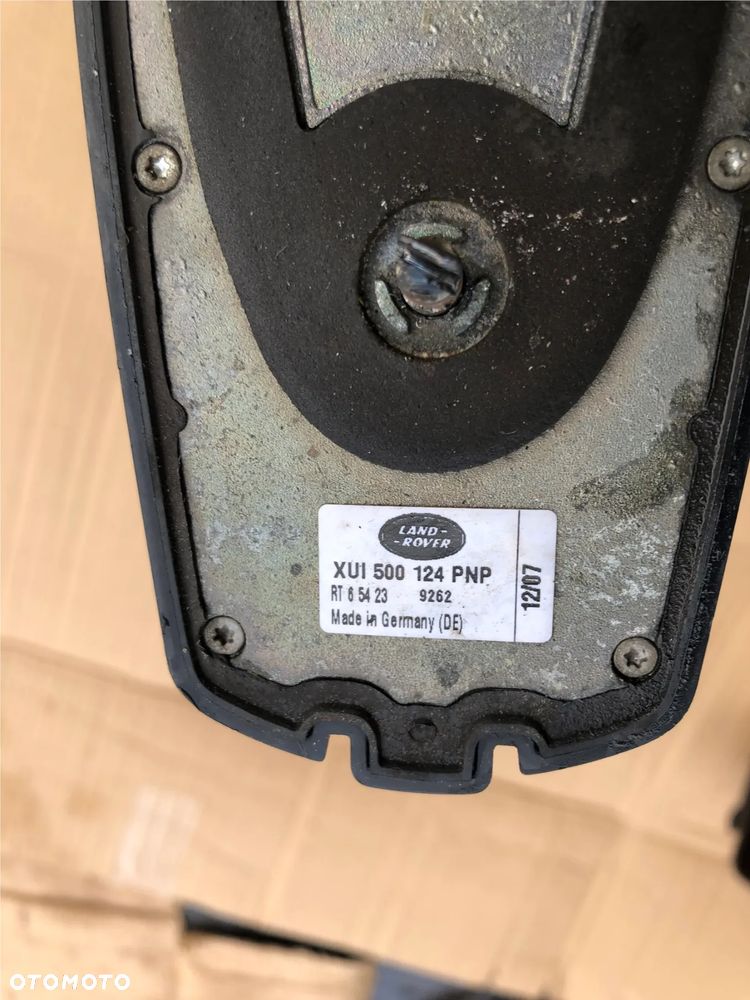 LAND-
-ROVER
XUI 500 124 PNP
RT 6 54 23 9262
Made in Germany (DE)
12/07
OTOMOTO